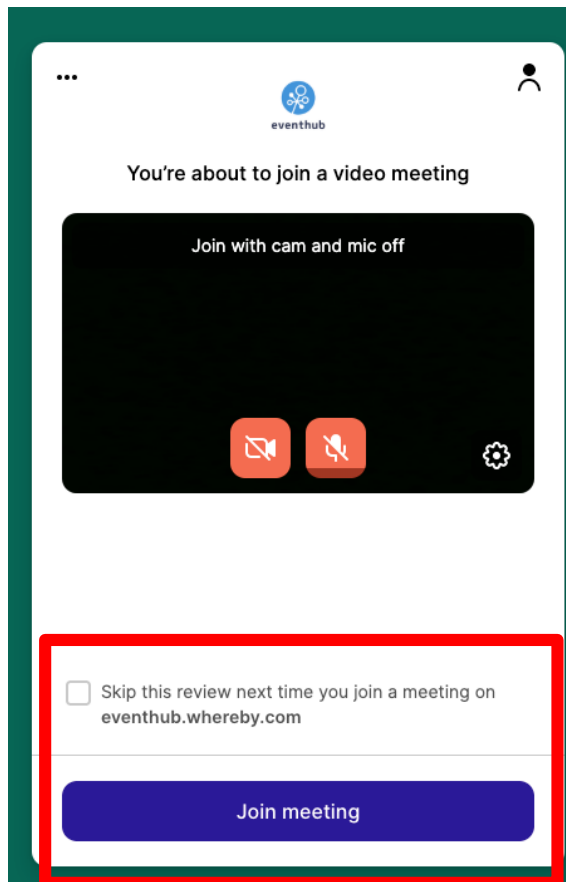 eventhub
You're about to join a video meeting
Join with cam and mic off
Skip this review next time you join a meeting on
eventhub.whereby.com
Join meeting